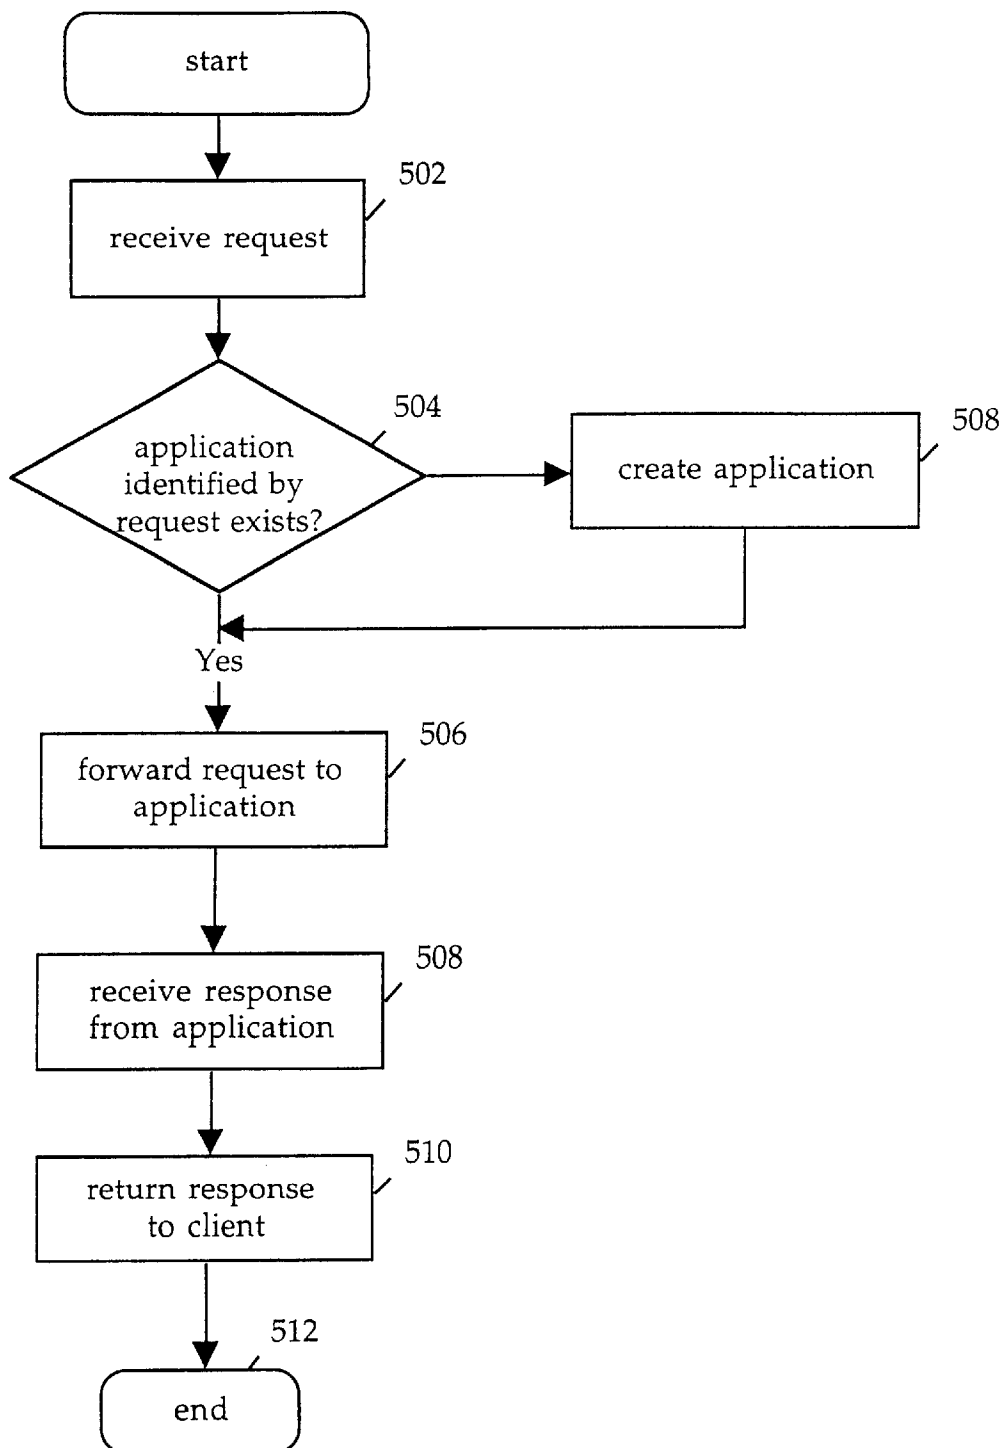 start
502
receive request
504
application
identified by
request exists?
508
create application
Yes
506
forward request to
application
508
receive response
from application
510
return response
to client
512
end